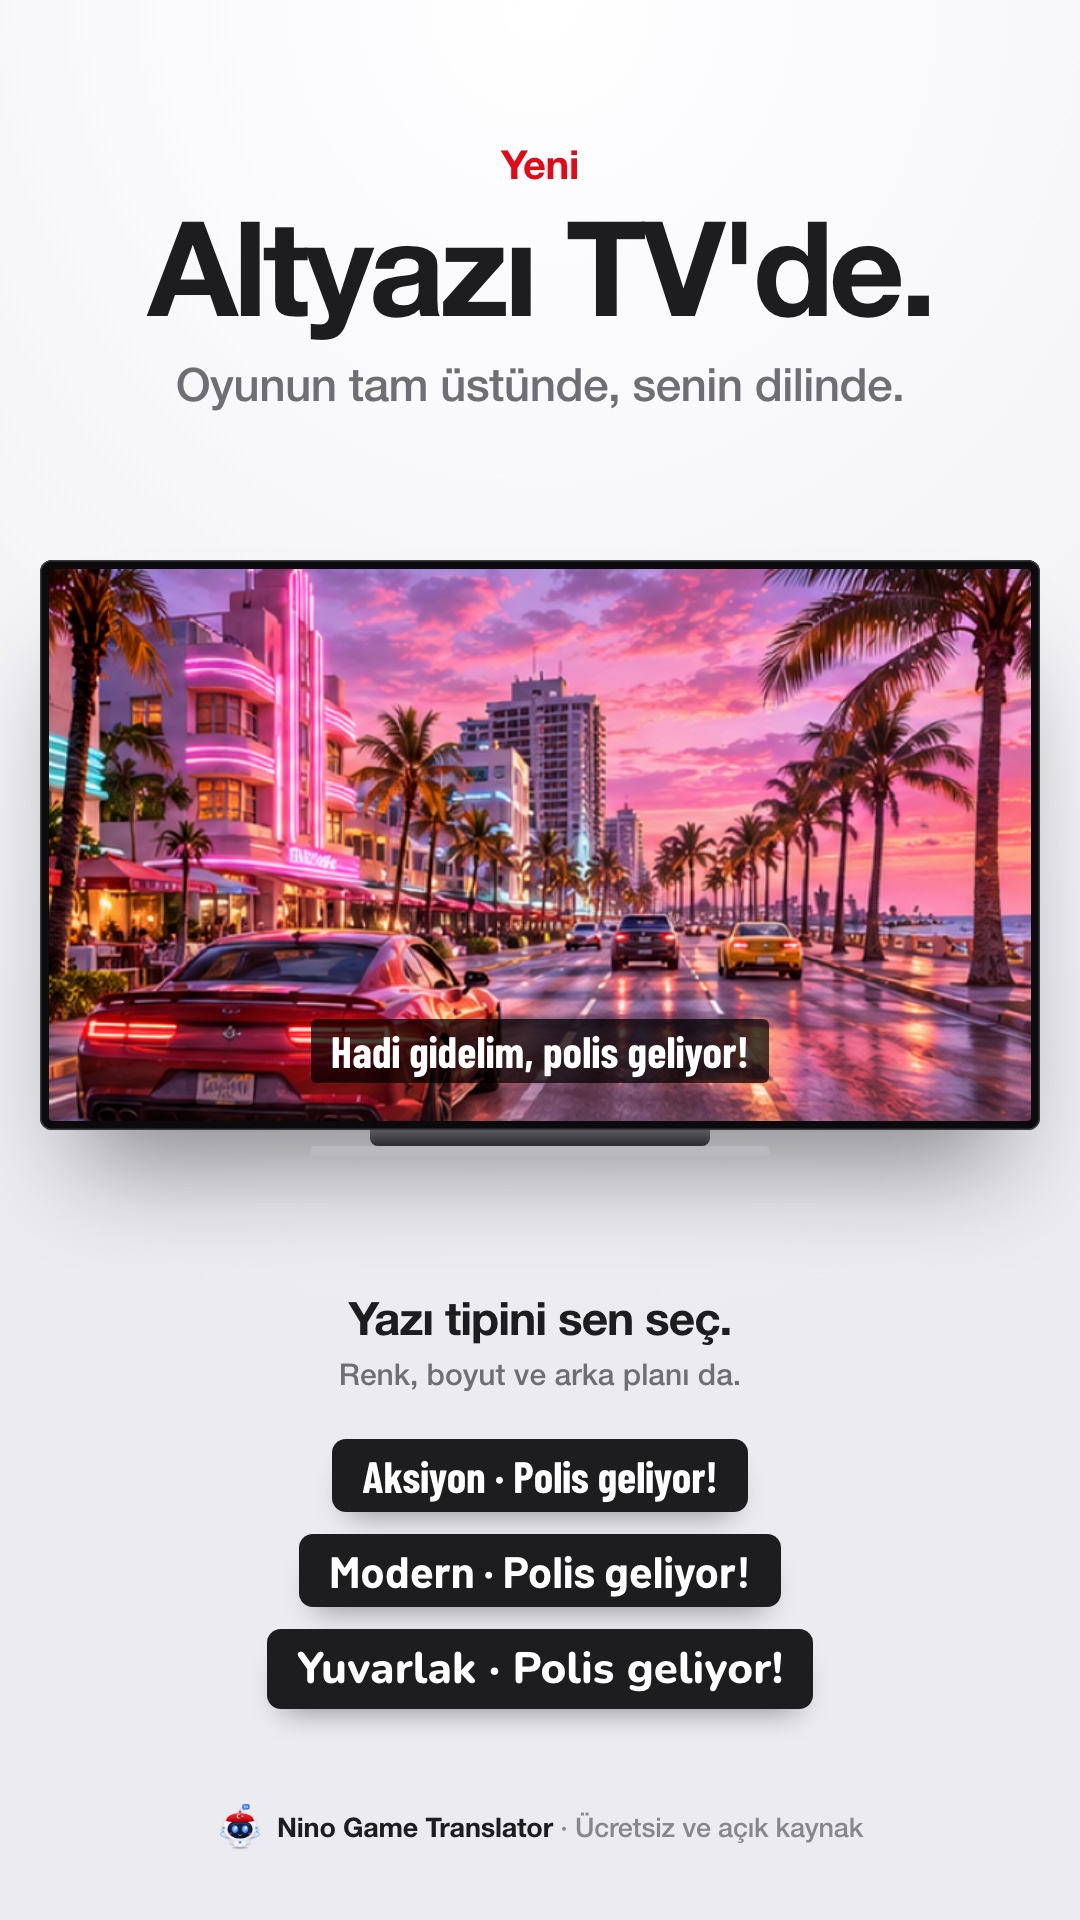 Yeni
Altyazı TV'de.
Oyunun tam üstünde, senin dilinde.
Hadi gidelim, polis geliyor!
Yazı tipini sen seç.
Renk, boyut ve arka planı da.
Aksiyon · Polis geliyor!
Modern · Polis geliyor!
Yuvarlak · Polis geliyor!
Nino Game Translator · Ücretsiz ve açık kaynak